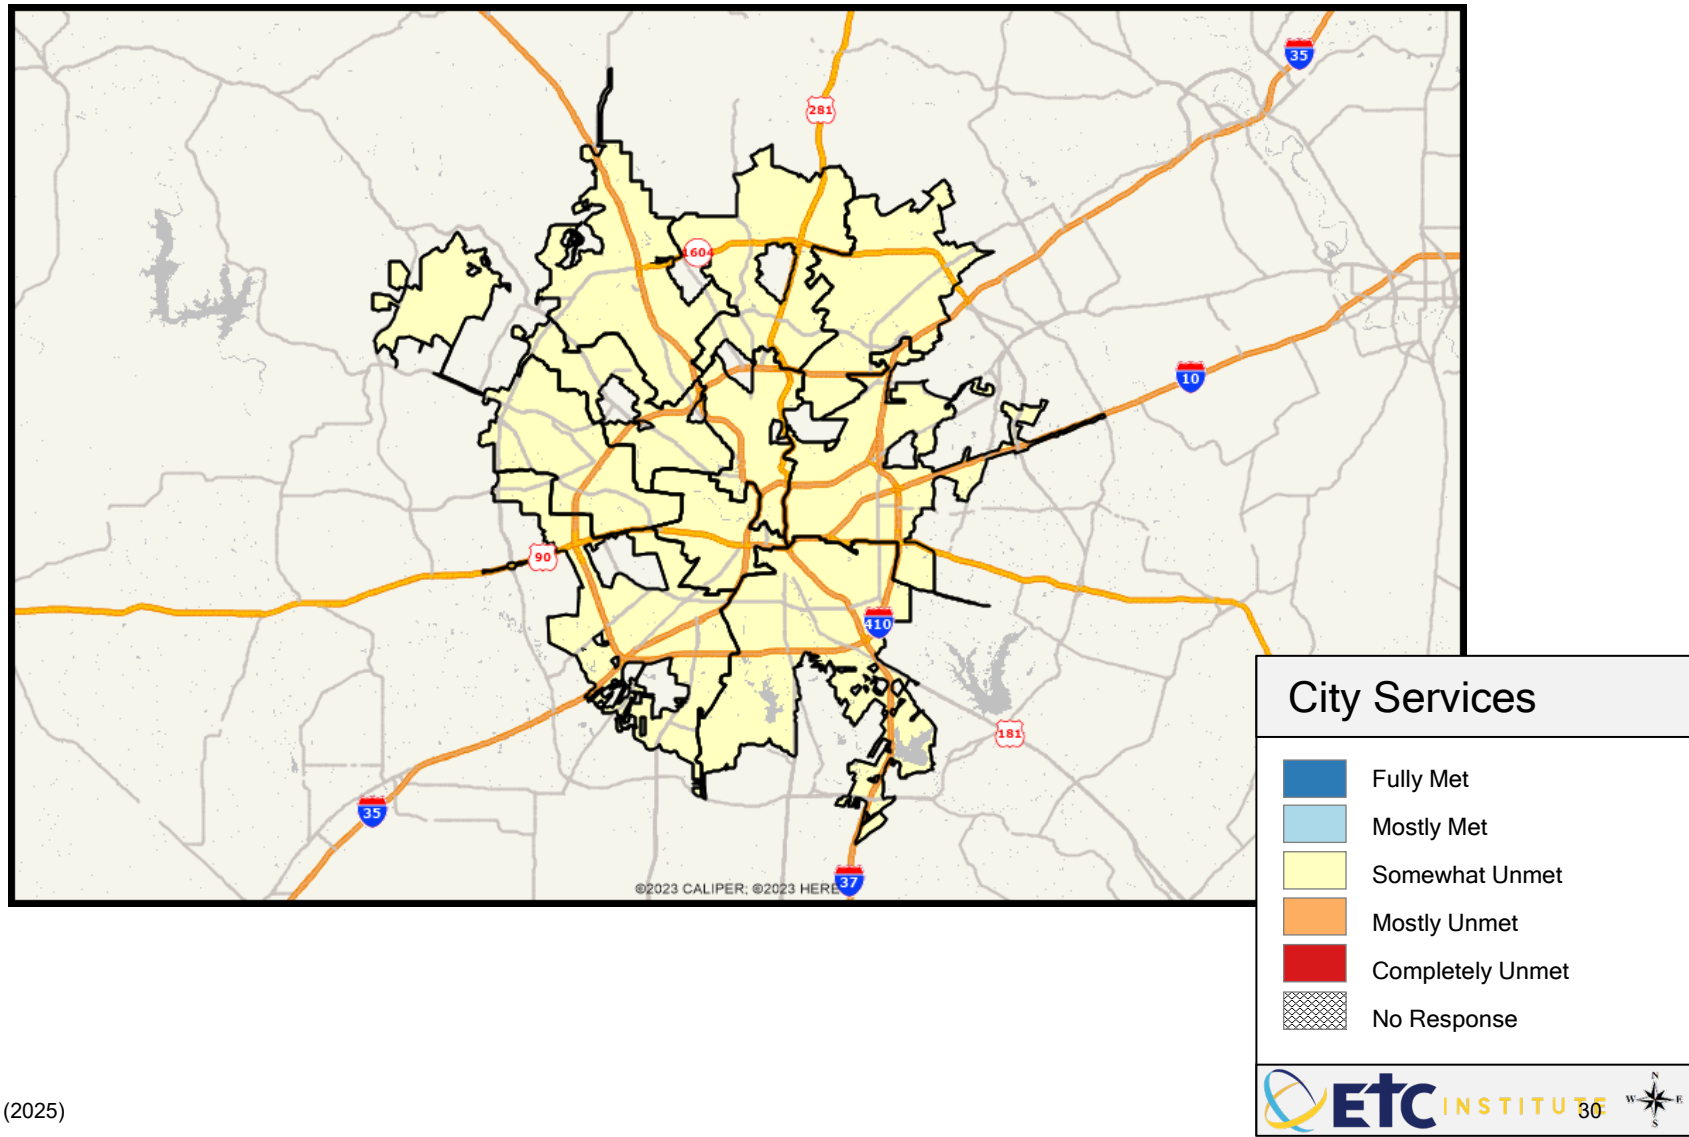 35
281
1604
10
90
410
181
35
37
©2023 CALIPER; ©2023 HERE
City Services
Fully Met
Mostly Met
Somewhat Unmet
Mostly Unmet
Completely Unmet
No Response
ETC INSTITUTE
30
N
W E
S
(2025)